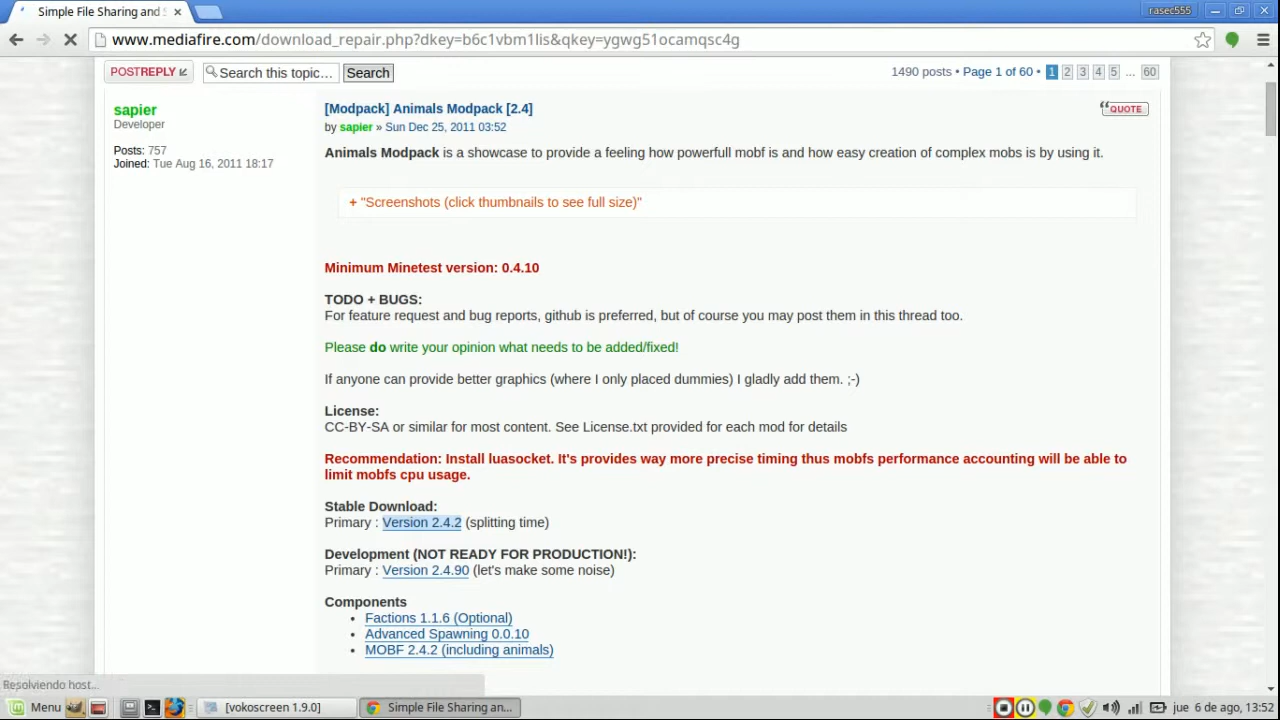 Simple File Sharing and S
rasec555
www.mediafire.com/download_repair.php?dkey=b6c1vbm1lis&qkey=ygwg51ocamqsc4g
POSTREPLY
Search this topic...
Search
1490 posts • Page 1 of 60 • 1 2 3 4 5 ... 60
sapier
Developer
Posts: 757
Joined: Tue Aug 16, 2011 18:17
[Modpack] Animals Modpack [2.4]
QUOTE
by sapier » Sun Dec 25, 2011 03:52
Animals Modpack is a showcase to provide a feeling how powerfull mobf is and how easy creation of complex mobs is by using it.
+ "Screenshots (click thumbnails to see full size)"
Minimum Minetest version: 0.4.10
TODO + BUGS:
For feature request and bug reports, github is preferred, but of course you may post them in this thread too.
Please do write your opinion what needs to be added/fixed!
If anyone can provide better graphics (where I only placed dummies) I gladly add them. ;-)
License:
CC-BY-SA or similar for most content. See License.txt provided for each mod for details
Recommendation: Install luasocket. It's provides way more precise timing thus mobfs performance accounting will be able to
limit mobfs cpu usage.
Stable Download:
Primary : Version 2.4.2 (splitting time)
Development (NOT READY FOR PRODUCTION!):
Primary : Version 2.4.90 (let's make some noise)
Components
• Factions 1.1.6 (Optional)
• Advanced Spawning 0.0.10
• MOBF 2.4.2 (including animals)
Resolviendo host...
Menu
[vokoscreen 1.9.0]
Simple File Sharing an...
jue 6 de ago, 13:52